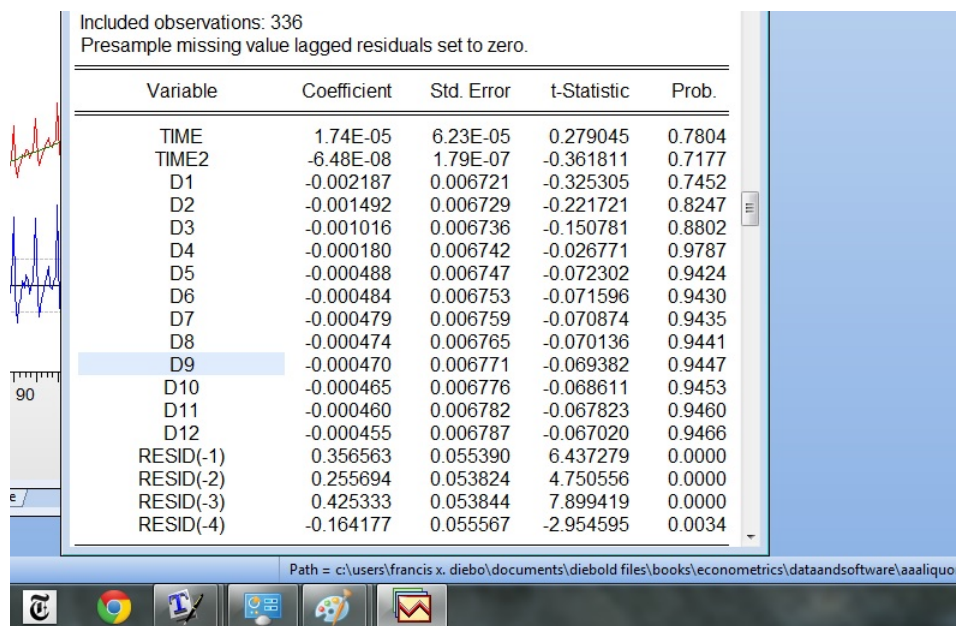 Included observations: 336
Presample missing value lagged residuals set to zero.
Variable Coefficient Std. Error t-Statistic Prob.
TIME 1.74E-05 6.23E-05 0.279045 0.7804
TIME2 -6.48E-08 1.79E-07 -0.361811 0.7177
D1 -0.002187 0.006721 -0.325305 0.7452
D2 -0.001492 0.006729 -0.221721 0.8247
D3 -0.001016 0.006736 -0.150781 0.8802
D4 -0.000180 0.006742 -0.026771 0.9787
D5 -0.000488 0.006747 -0.072302 0.9424
D6 -0.000484 0.006753 -0.071596 0.9430
D7 -0.000479 0.006759 -0.070874 0.9435
D8 -0.000474 0.006765 -0.070136 0.9441
D9 -0.000470 0.006771 -0.069382 0.9447
D10 -0.000465 0.006776 -0.068611 0.9453
D11 -0.000460 0.006782 -0.067823 0.9460
D12 -0.000455 0.006787 -0.067020 0.9466
RESID(-1) 0.356563 0.055390 6.437279 0.0000
RESID(-2) 0.255694 0.053824 4.750556 0.0000
RESID(-3) 0.425333 0.053844 7.899419 0.0000
RESID(-4) -0.164177 0.055567 -2.954595 0.0034
90
e
Path = c:\users\francis x. diebo\documents\diebold files\books\econometrics\dataandsoftware\aaaliquo
T
T